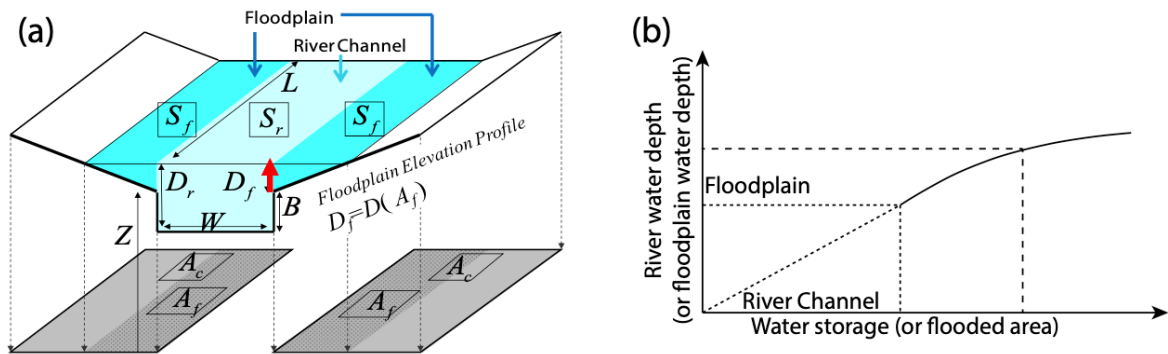 (a)
Floodplain
River Channel
L
S_f
S_r
S_f
D_r
D_f
B
W
Z
Floodplain Elevation Profile
D_f=D(A_f)
A_c
A_f
A_c
A_f
(b)
River water depth
(or floodplain water depth)
Floodplain
River Channel
Water storage (or flooded area)